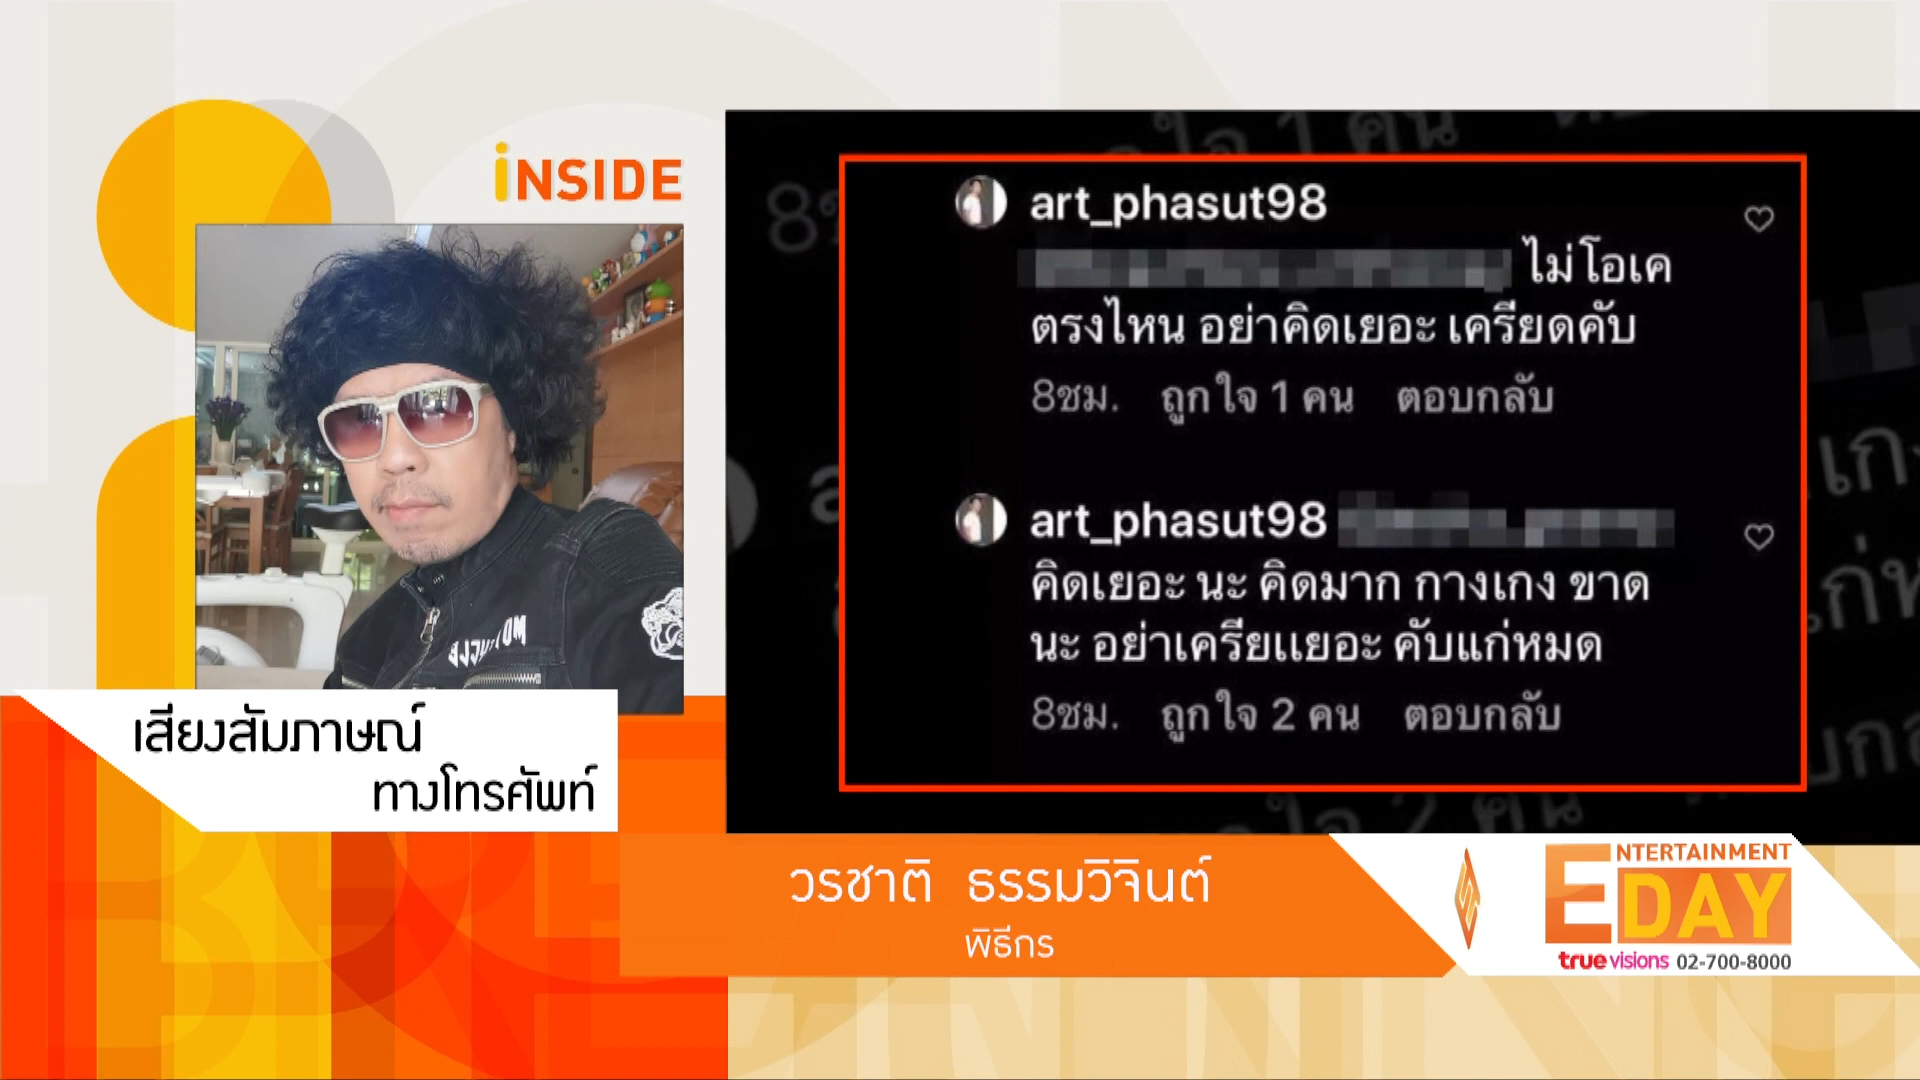 iNSIDE
art_phasut98
ไม่โอเค
ตรงไหน อย่าคิดเยอะ เครียดคับ
8ชม. ถูกใจ 1 คน ตอบกลับ
art_phasut98
คิดเยอะ นะ คิดมาก กางเกง ขาด
นะ อย่าเครียแเยอะ คับแก่หมด
8ชม. ถูกใจ 2 คน ตอบกลับ
เสียงสัมภาษณ์
ทางโทรศัพท์
วรชาติ ธรรมวิจินต์
พิธีกร
ENTERTAINMENT
DAY
truevisions 02-700-8000